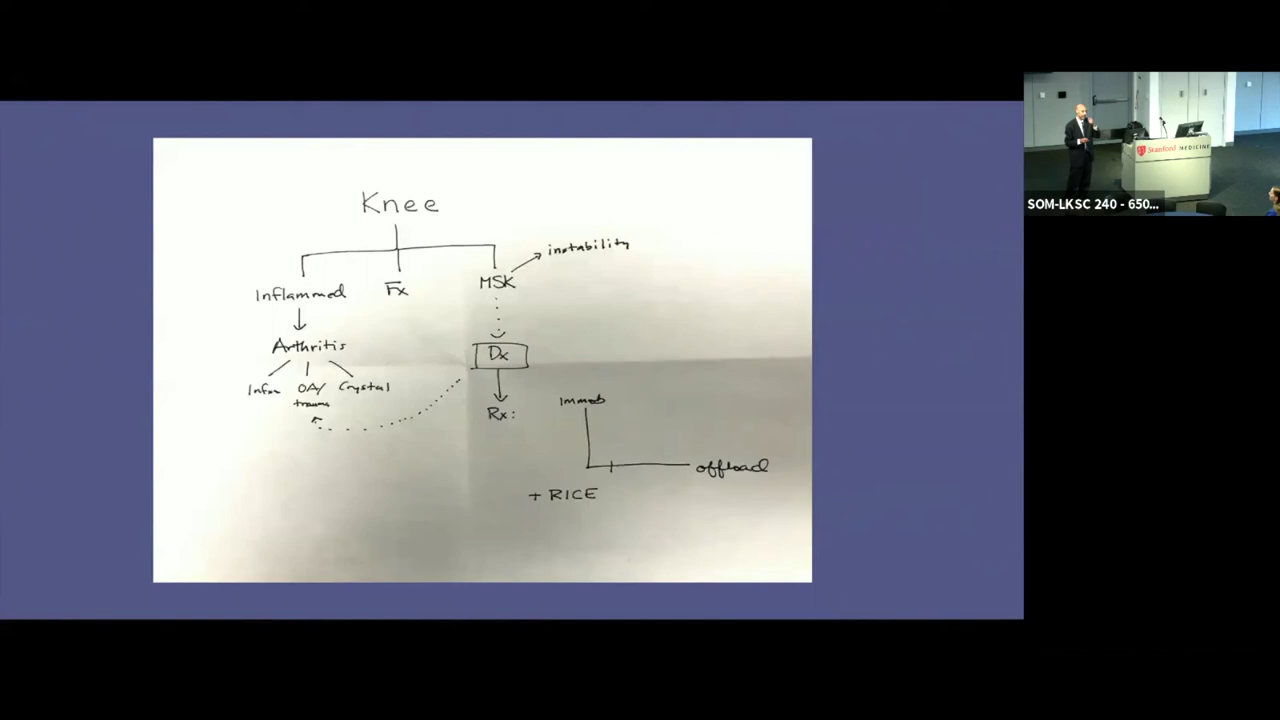 Knee
instability
Inflammed
Fx
MSK
Arthritis
Dx
Infxn OA/ Crystal
trauma
Rx:
Immob
offload
+ RICE
Stanford MEDICINE
SOM-LKSC 240 - 650...